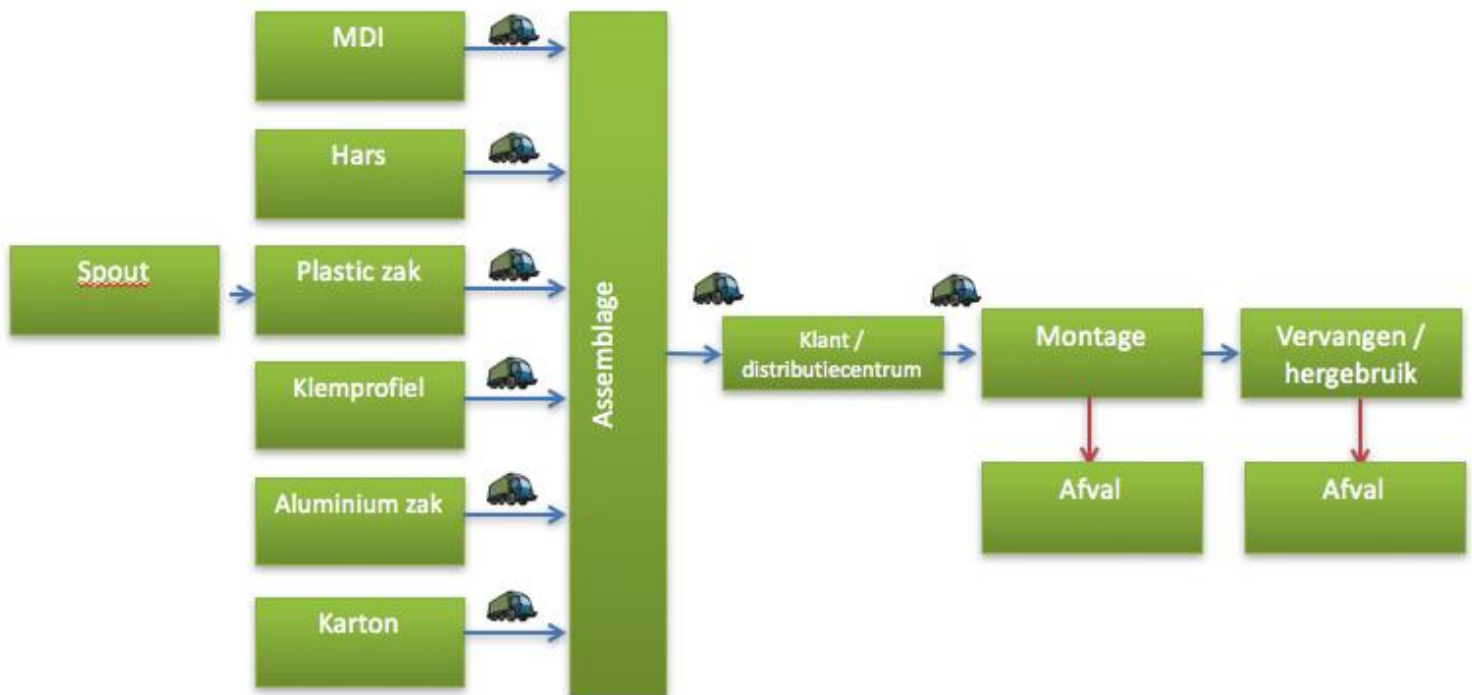 MDI
Hars
Spout
Plastic zak
Klemprofiel
Aluminium zak
Karton
Assemblage
Klant /
distributiecentrum
Montage
Vervangen /
hergebruik
Afval
Afval